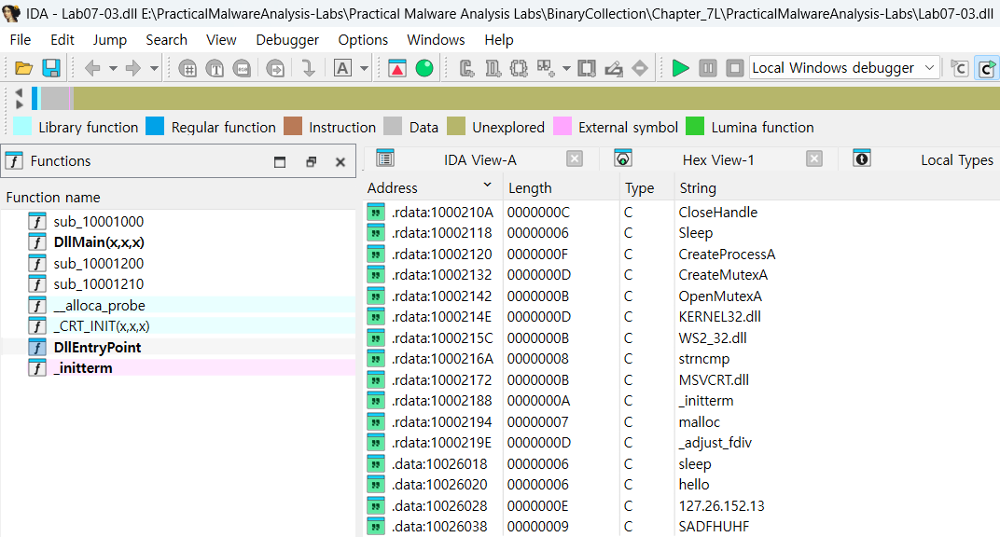 IDA - Lab07-03.dll E:\PracticalMalwareAnalysis-Labs\Practical Malware Analysis Labs\BinaryCollection\Chapter_7L\PracticalMalwareAnalysis-Labs\Lab07-03.dll
File Edit Jump Search View Debugger Options Windows Help
Local Windows debugger
Library function Regular function Instruction Data Unexplored External symbol Lumina function
Functions
Function name
sub_10001000
DllMain(x,x,x)
sub_10001200
sub_10001210
__alloca_probe
_CRT_INIT(x,x,x)
DllEntryPoint
_initterm
IDA View-A Hex View-1 Local Types
Address Length Type String
.rdata:1000210A 0000000C C CloseHandle
.rdata:10002118 00000006 C Sleep
.rdata:10002120 0000000F C CreateProcessA
.rdata:10002132 0000000D C CreateMutexA
.rdata:10002142 0000000B C OpenMutexA
.rdata:1000214E 0000000D C KERNEL32.dll
.rdata:1000215C 0000000B C WS2_32.dll
.rdata:1000216A 00000008 C strncmp
.rdata:10002172 0000000B C MSVCRT.dll
.rdata:10002188 0000000A C _initterm
.rdata:10002194 00000007 C malloc
.rdata:1000219E 0000000D C _adjust_fdiv
.data:10026018 00000006 C sleep
.data:10026020 00000006 C hello
.data:10026028 0000000E C 127.26.152.13
.data:10026038 00000009 C SADFHUHF